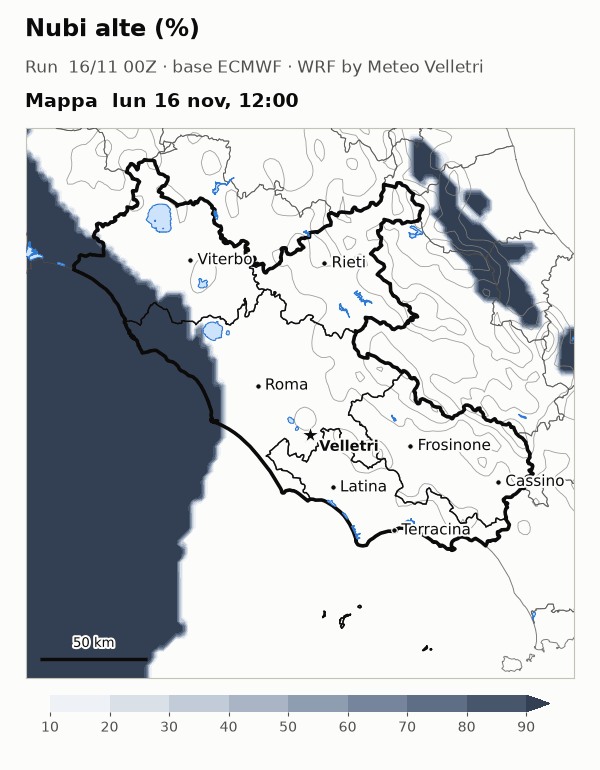 Nubi alte (%)
Run  16/11 00Z · base ECMWF · WRF by Meteo Velletri
Mappa  lun 16 nov, 12:00
Viterbo
Rieti
Roma
Velletri
Frosinone
Cassino
Latina
Terracina
50 km
10 20 30 40 50 60 70 80 90